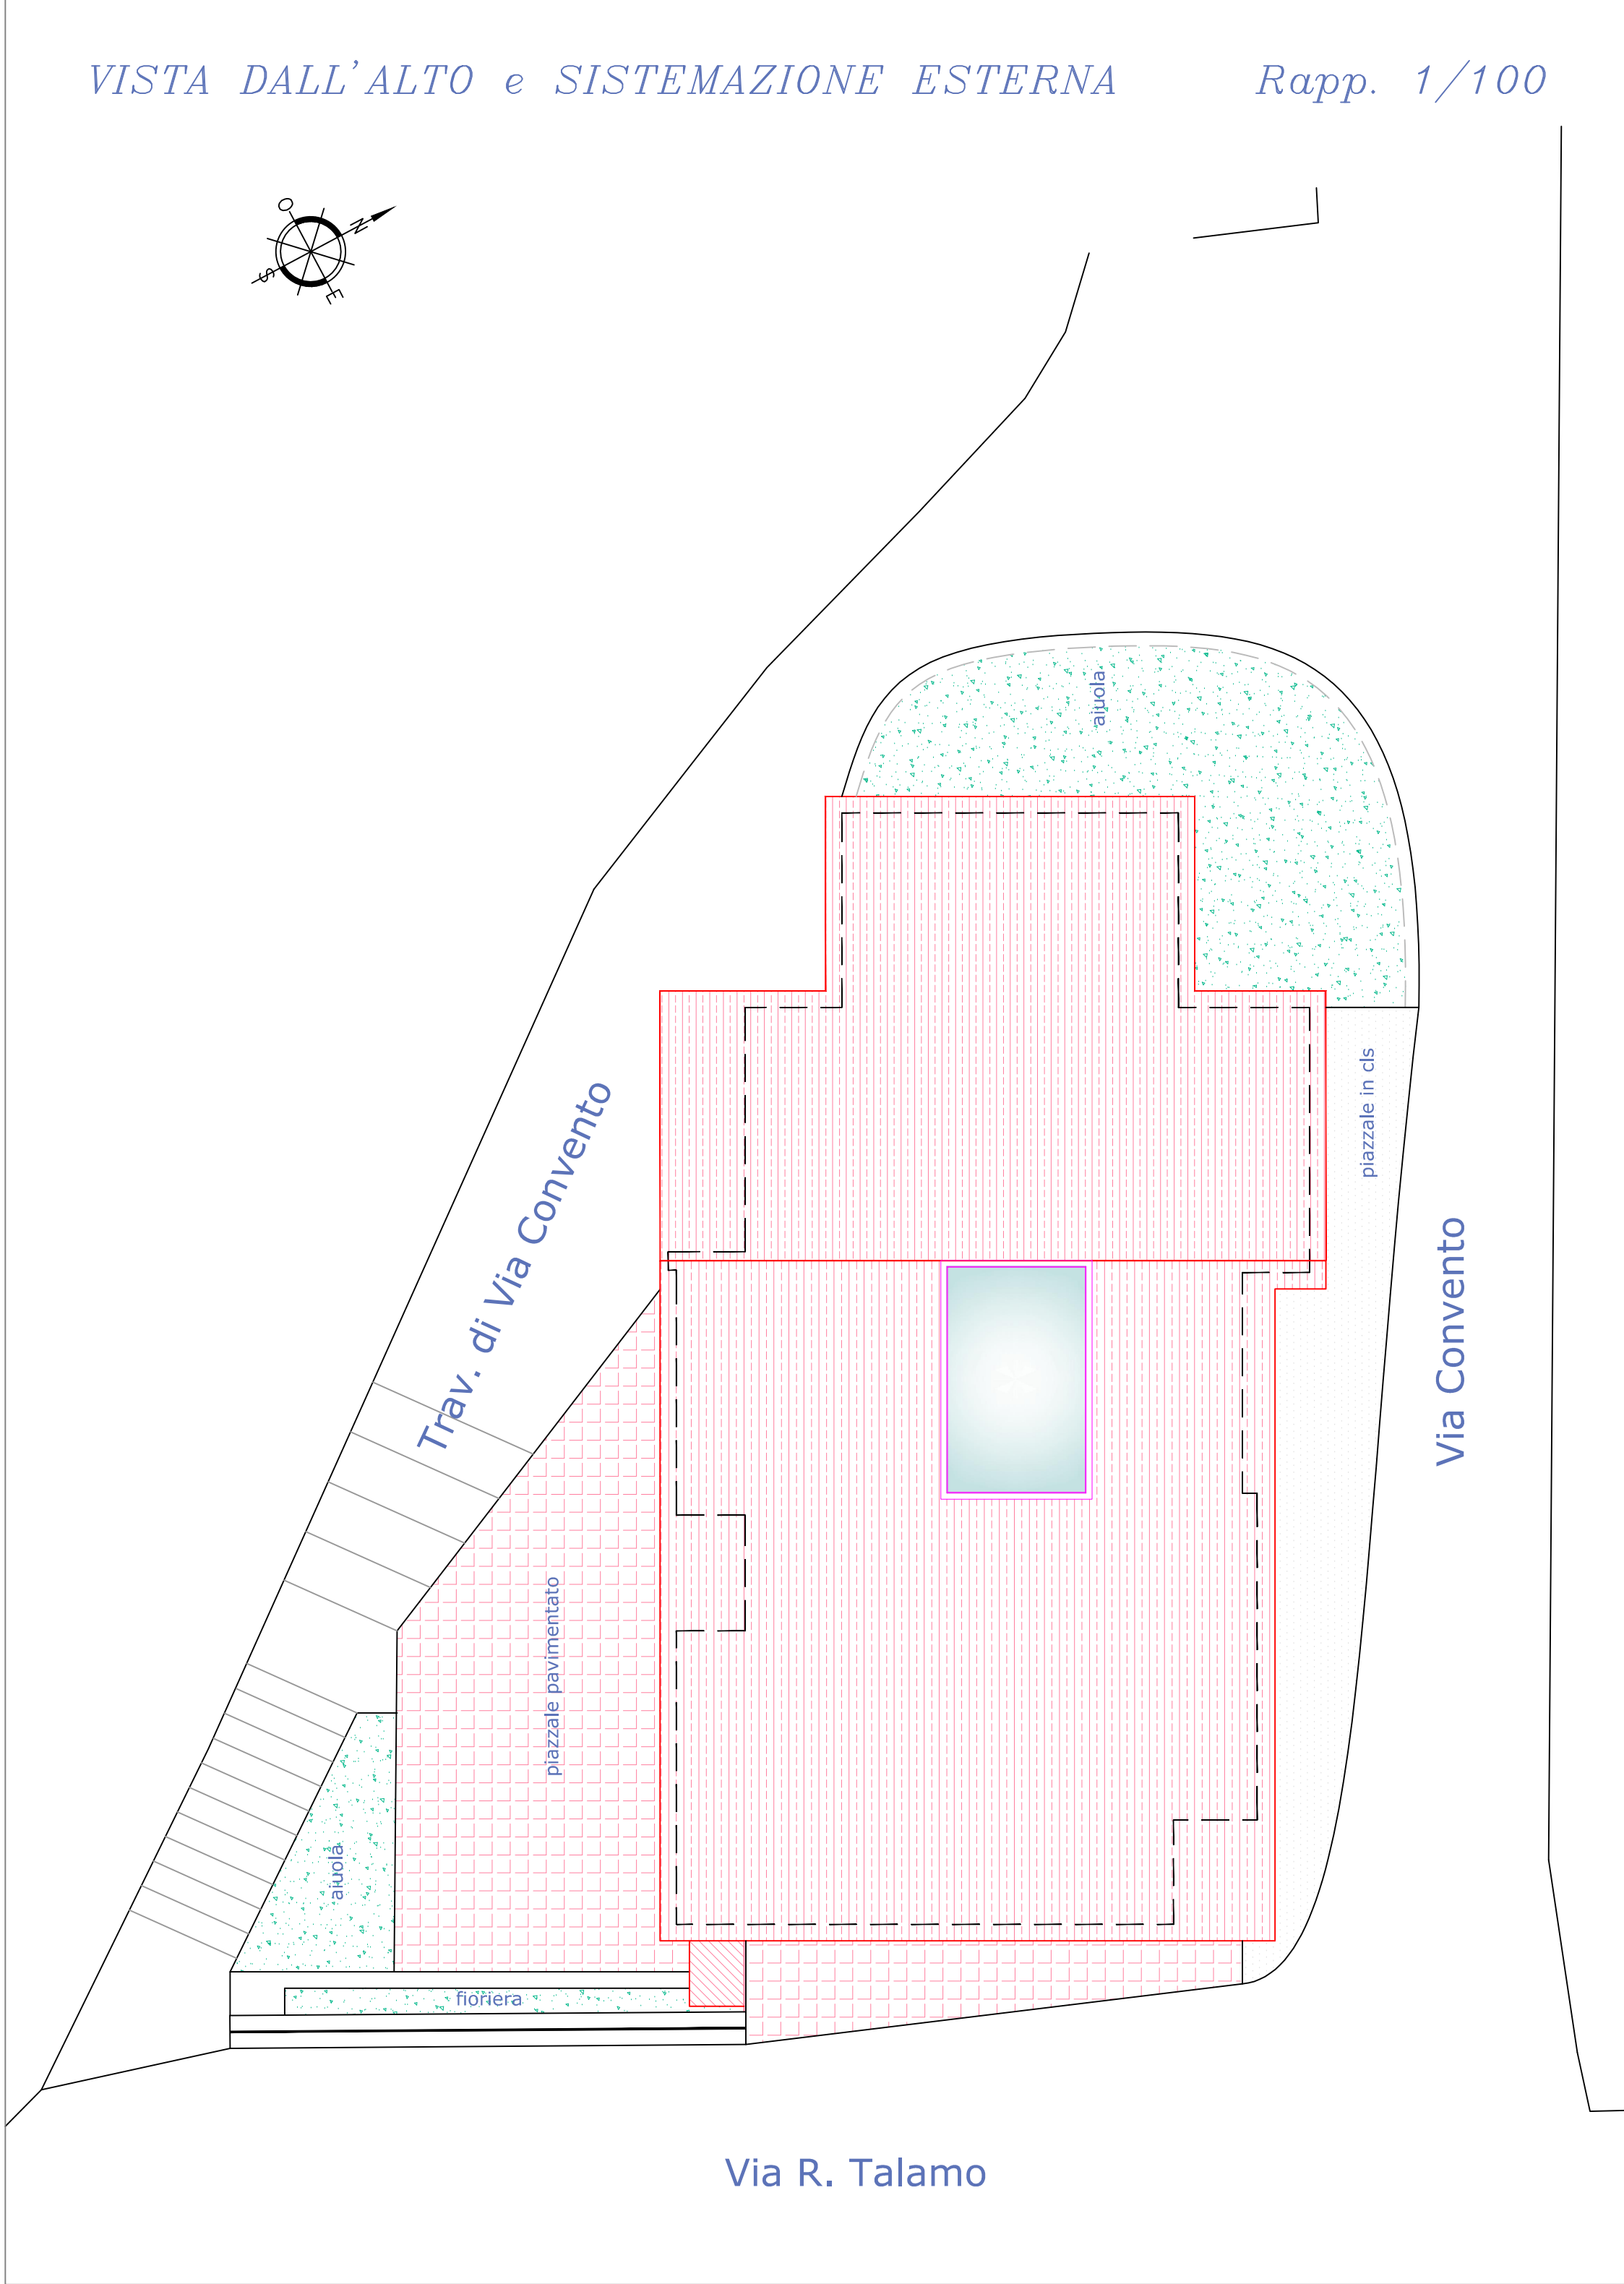 VISTA DALL'ALTO e SISTEMAZIONE ESTERNA Rapp. 1/100
O
N
S
E
aiuola
piazzale in cls
Trav. di Via Convento
Via Convento
piazzale pavimentato
aiuola
fioriera
Via R. Talamo